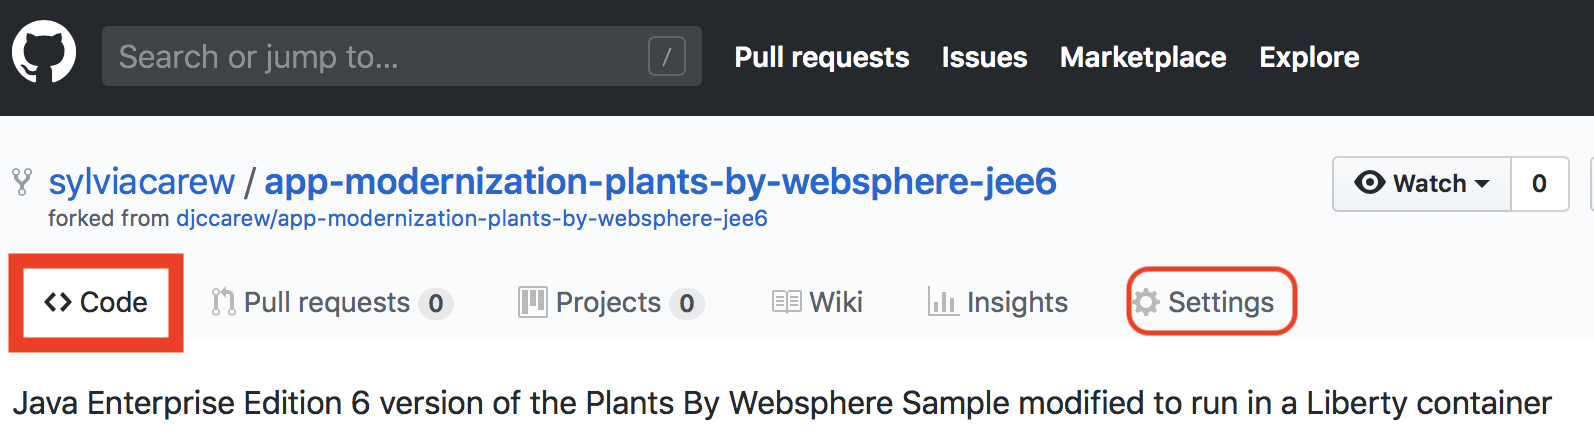 Search or jump to... / Pull requests Issues Marketplace Explore
sylviacarew / app-modernization-plants-by-websphere-jee6 Watch 0
forked from djccarew/app-modernization-plants-by-websphere-jee6
<> Code Pull requests 0 Projects 0 Wiki Insights Settings
Java Enterprise Edition 6 version of the Plants By Websphere Sample modified to run in a Liberty container